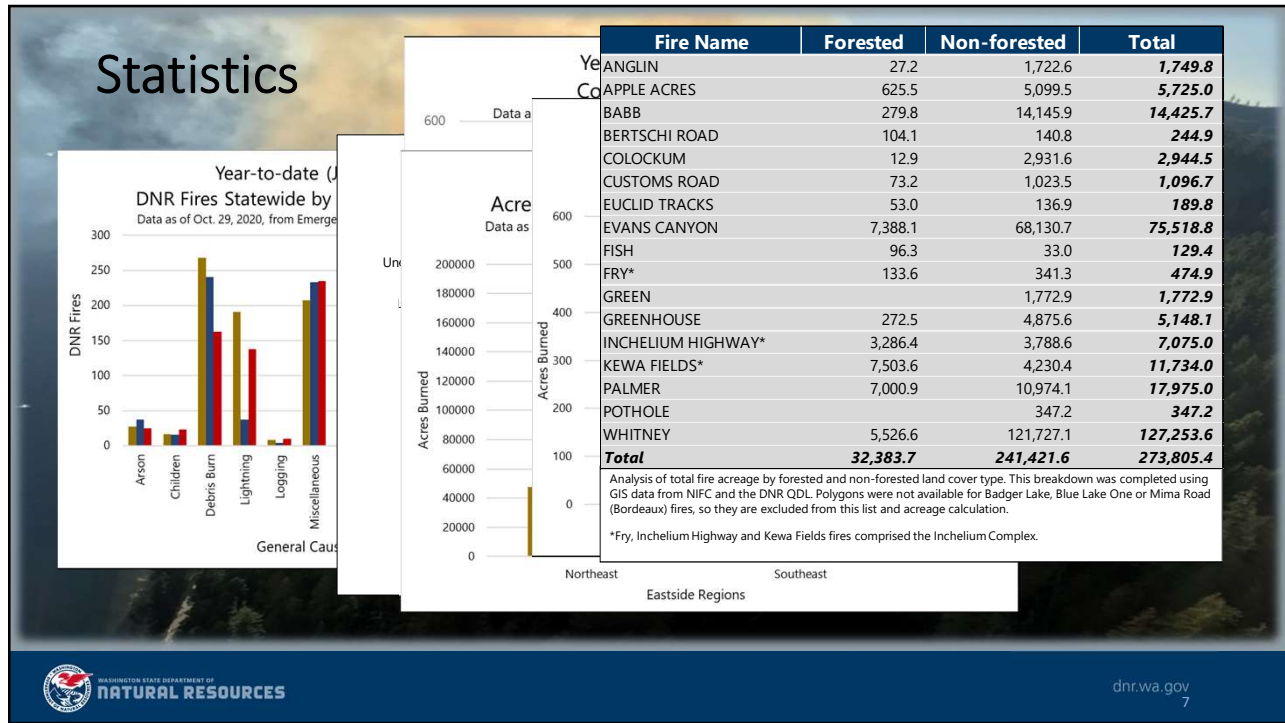 Statistics
Year-to-date (J
DNR Fires Statewide by
Data as of Oct. 29, 2020, from Emerge
DNR Fires
300
250
200
150
100
50
0
Arson
Children
Debris Burn
Lightning
Logging
Miscellaneous
General Caus
Un
Ye
Co
Data a
600
Acre
Data as
Acres Burned
200000
180000
160000
140000
120000
100000
80000
60000
40000
20000
0
Northeast Southeast
Eastside Regions
Acres Burned
600
500
400
300
200
100
0
Fire Name Forested Non-forested Total
ANGLIN 27.2 1,722.6 1,749.8
APPLE ACRES 625.5 5,099.5 5,725.0
BABB 279.8 14,145.9 14,425.7
BERTSCHI ROAD 104.1 140.8 244.9
COLOCKUM 12.9 2,931.6 2,944.5
CUSTOMS ROAD 73.2 1,023.5 1,096.7
EUCLID TRACKS 53.0 136.9 189.8
EVANS CANYON 7,388.1 68,130.7 75,518.8
FISH 96.3 33.0 129.4
FRY* 133.6 341.3 474.9
GREEN 1,772.9 1,772.9
GREENHOUSE 272.5 4,875.6 5,148.1
INCHELIUM HIGHWAY* 3,286.4 3,788.6 7,075.0
KEWA FIELDS* 7,503.6 4,230.4 11,734.0
PALMER 7,000.9 10,974.1 17,975.0
POTHOLE 347.2 347.2
WHITNEY 5,526.6 121,727.1 127,253.6
Total 32,383.7 241,421.6 273,805.4
Analysis of total fire acreage by forested and non-forested land cover type. This breakdown was completed using
GIS data from NIFC and the DNR QDL. Polygons were not available for Badger Lake, Blue Lake One or Mima Road
(Bordeaux) fires, so they are excluded from this list and acreage calculation.
*Fry, Inchelium Highway and Kewa Fields fires comprised the Inchelium Complex.
WASHINGTON STATE DEPARTMENT OF
NATURAL RESOURCES
dnr.wa.gov
7